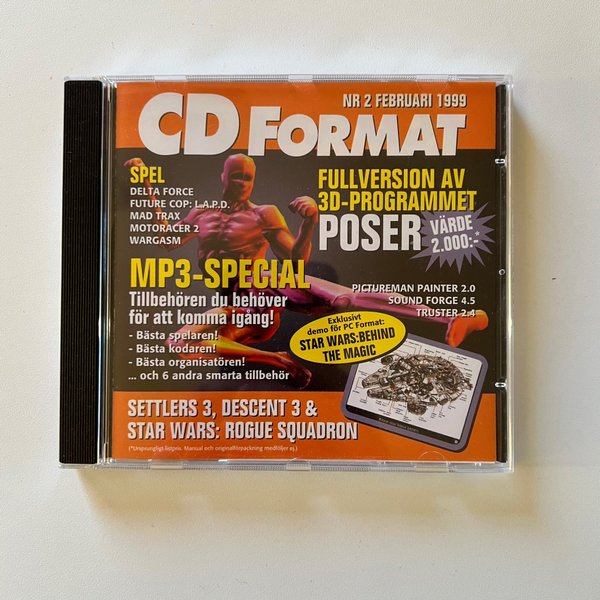 NR 2 FEBRUARI 1999
CD FORMAT
SPEL
DELTA FORCE
FUTURE COP: L.A.P.D.
MAD TRAX
MOTORACER 2
WARGASM
FULLVERSION AV
3D-PROGRAMMET
POSER
VÄRDE
2.000:-*
MP3-SPECIAL
Tillbehören du behöver
för att komma igång!
- Bästa spelaren!
- Bästa kodaren!
- Bästa organisatören!
... och 6 andra smarta tillbehör
PICTUREMAN PAINTER 2.0
SOUND FORGE 4.5
TRUSTER 2.4
Exklusivt
demo för PC Format:
STAR WARS:BEHIND
THE MAGIC
SETTLERS 3, DESCENT 3 &
STAR WARS: ROGUE SQUADRON
(*Ursprungligt listpris. Manual och originalförpackning medföljer ej.)